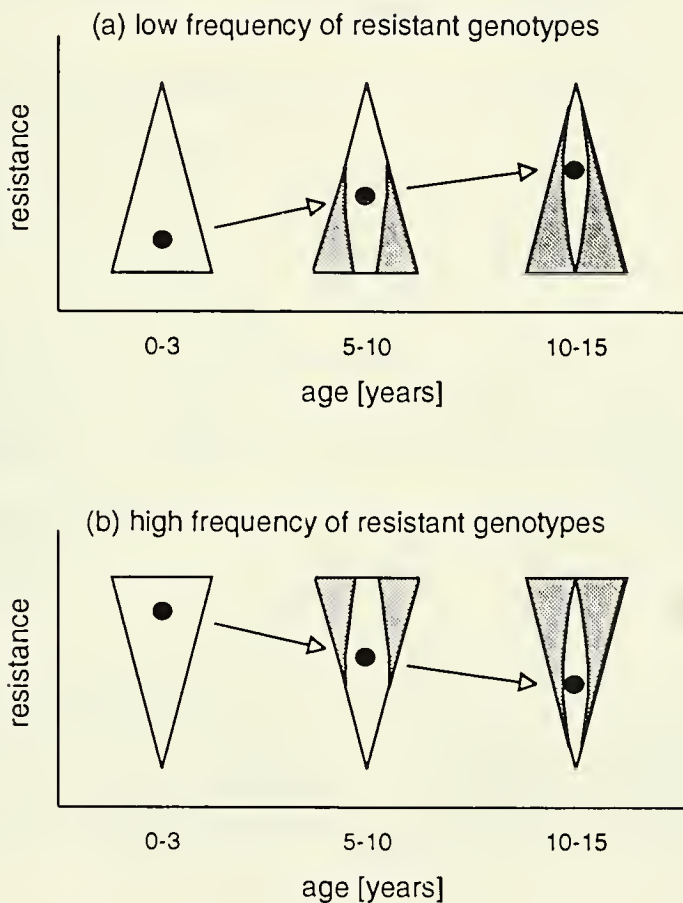 (a) low frequency of resistant genotypes
resistance
0-3 5-10 10-15
age [years]
(b) high frequency of resistant genotypes
resistance
0-3 5-10 10-15
age [years]